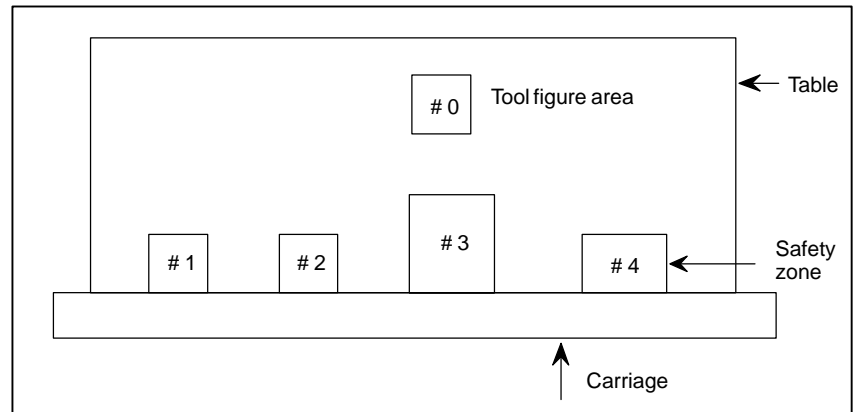 Table
# 0
Tool figure area
# 1
# 2
# 3
# 4
Safety
zone
Carriage